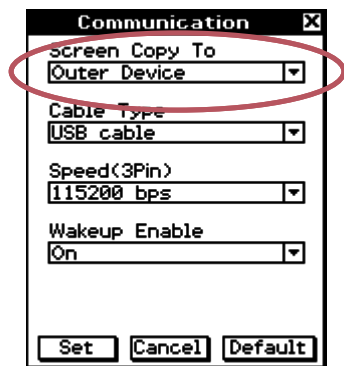 Communication X
Screen Copy To
Outer Device
Cable Type
USB cable
Speed(3Pin)
115200 bps
Wakeup Enable
On
Set Cancel Default